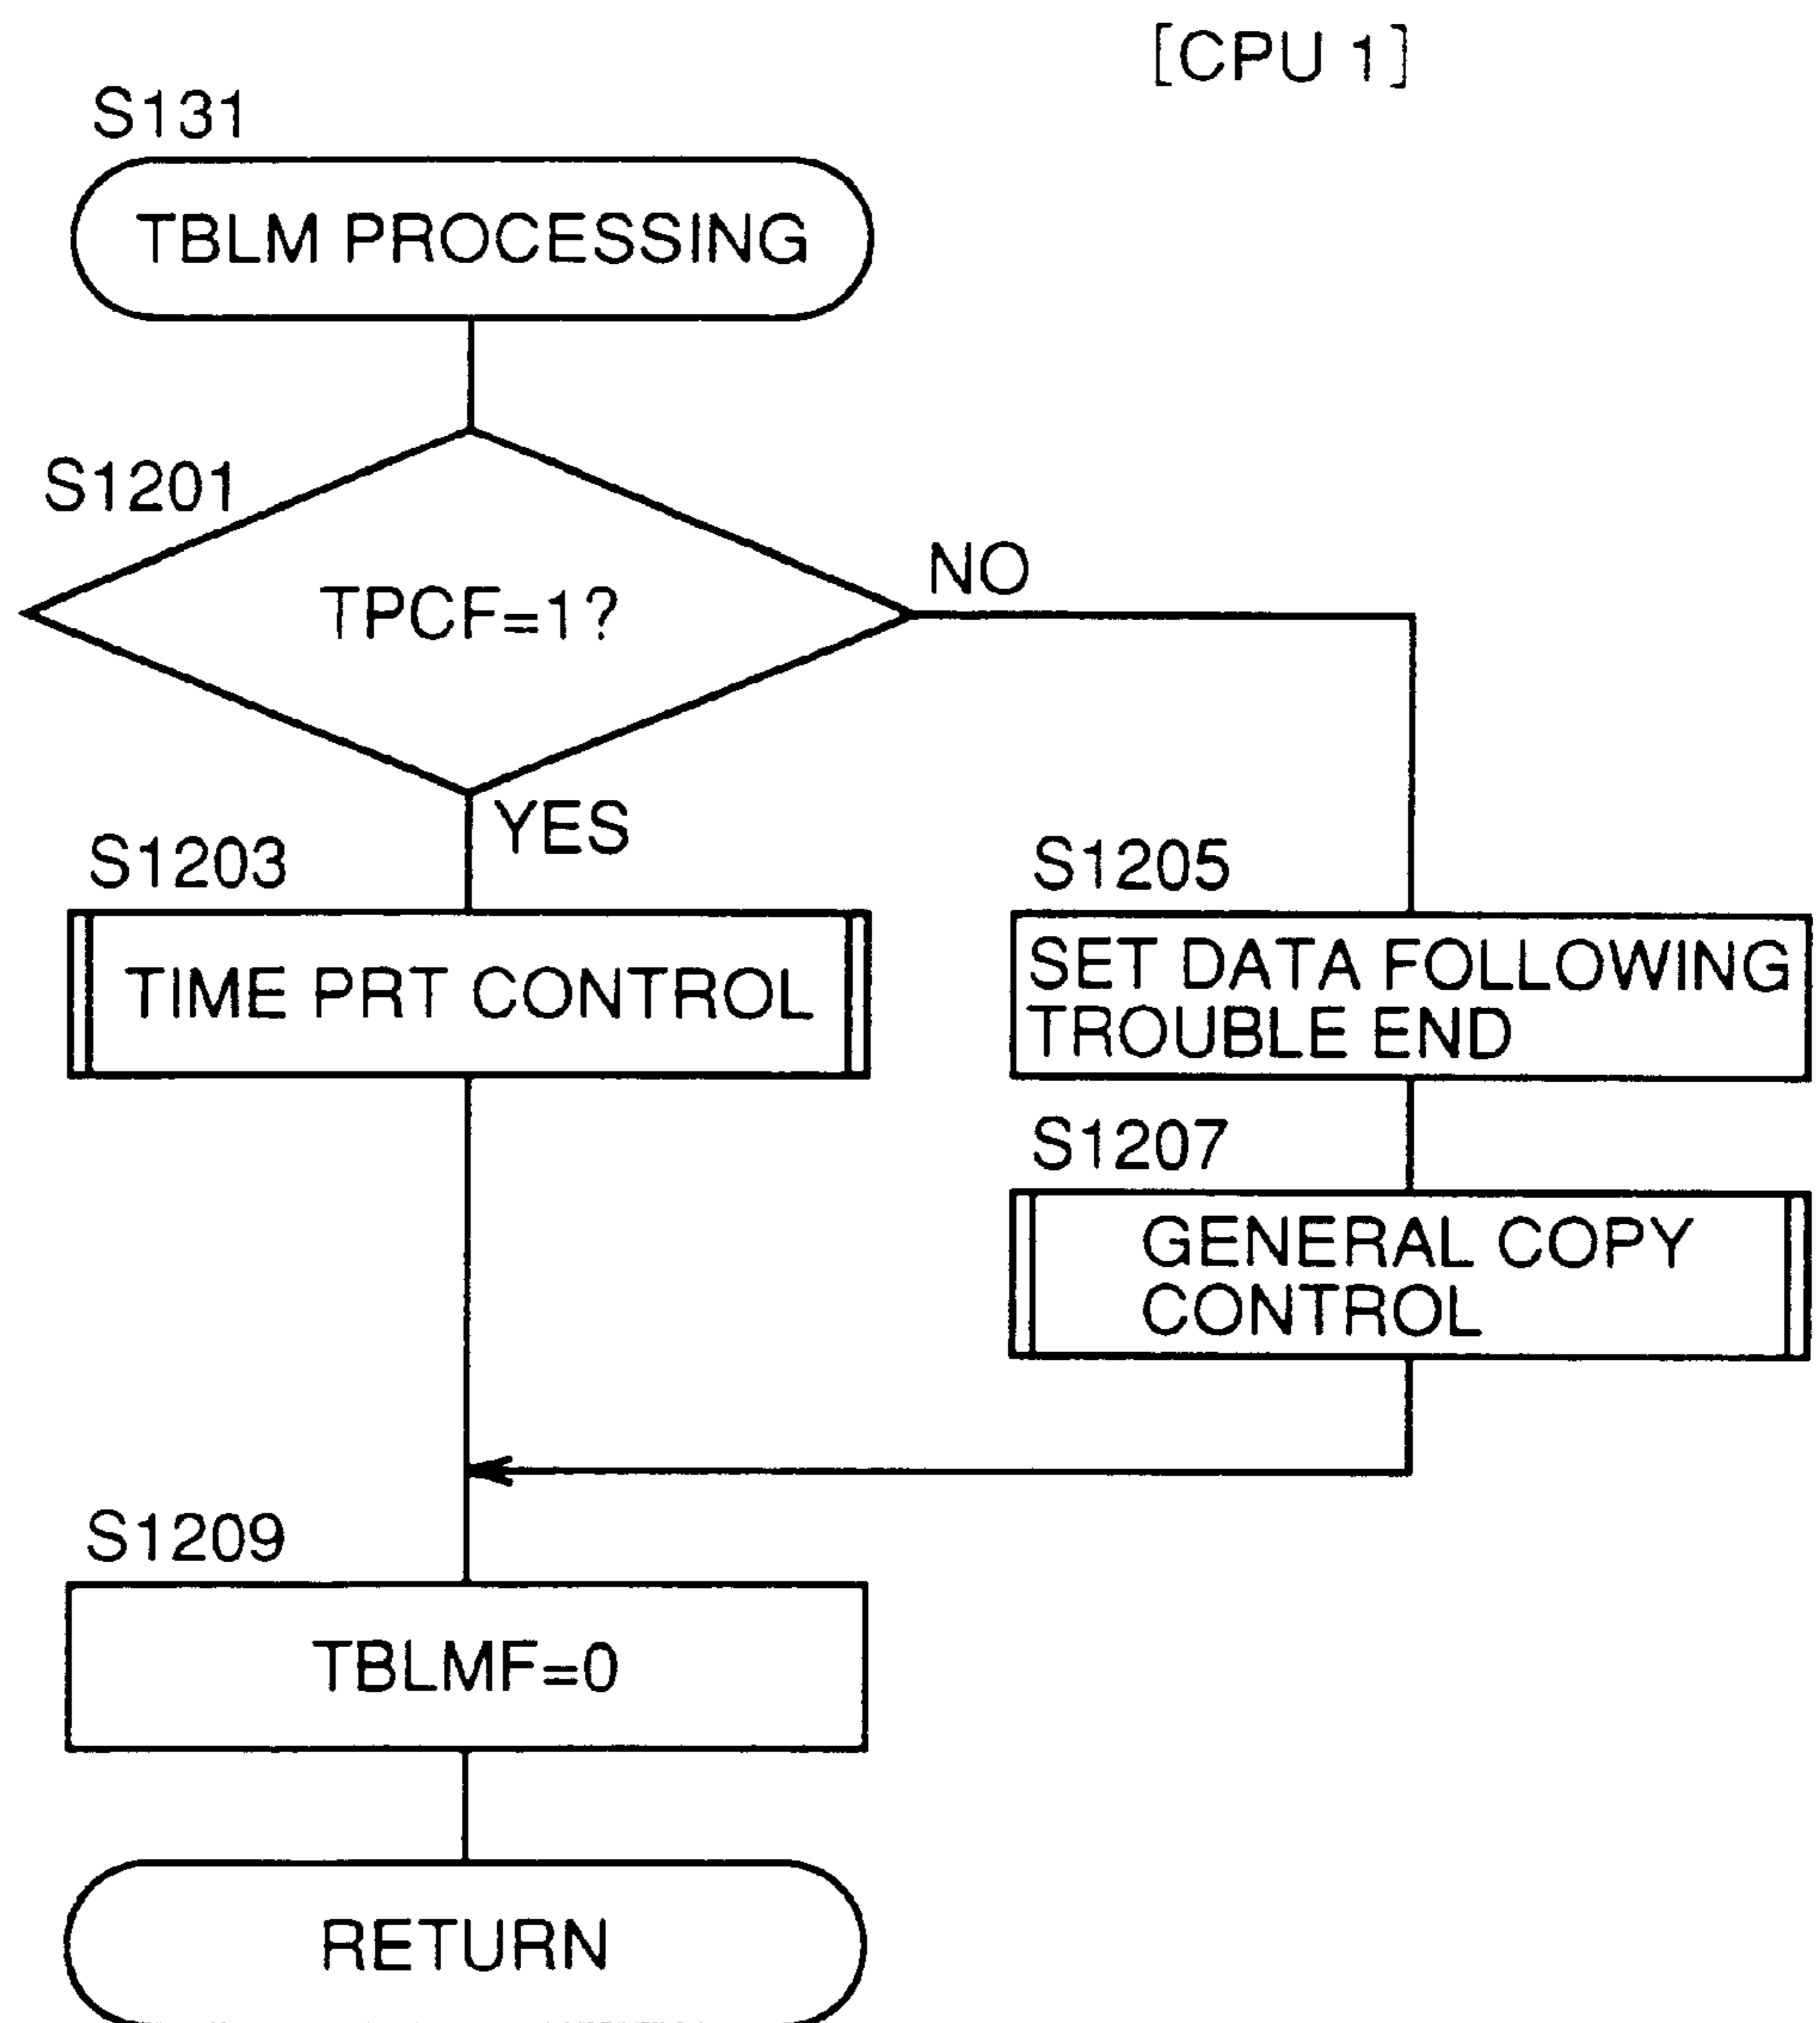 [CPU 1]
S131
TBLM PROCESSING
S1201
TPCF=1?
NO
YES
S1203
TIME PRT CONTROL
S1205
SET DATA FOLLOWING
TROUBLE END
S1207
GENERAL COPY
CONTROL
S1209
TBLMF=0
RETURN